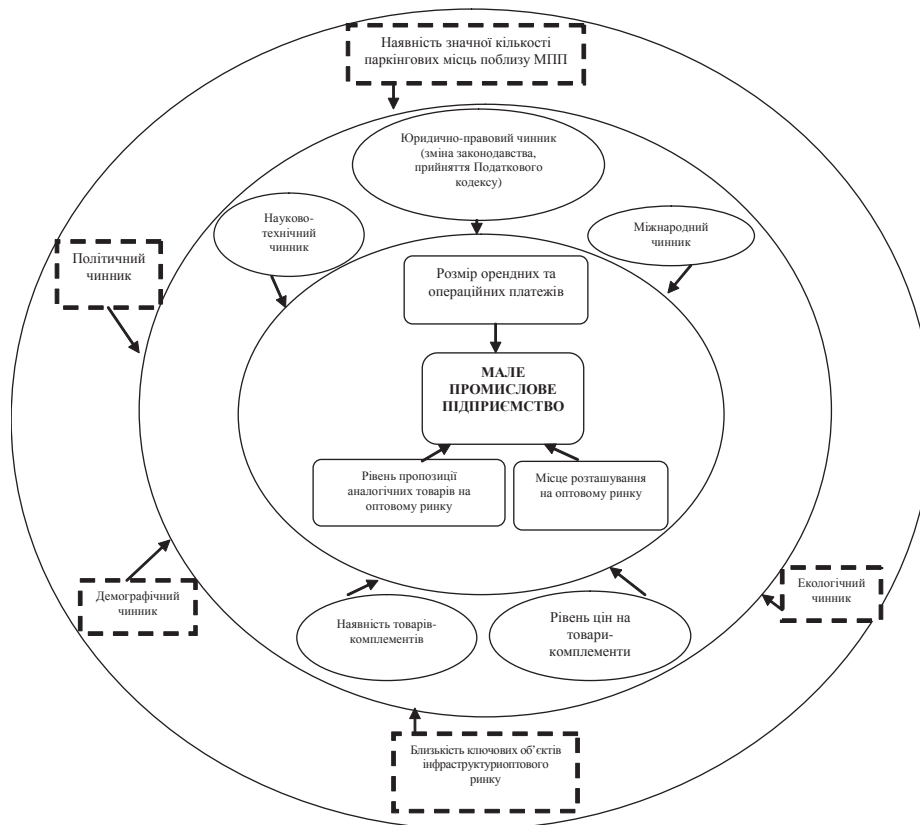 Наявність значної кількості
паркінгових місць поблизу МПП
Юридично-правовий чинник
(зміна законодавства,
прийняття Податкового
кодексу)
Науково-
технічний
чинник
Міжнародний
чинник
Політичний
чинник
Розмір орендних та
операційних платежів
МАЛЕ
ПРОМИСЛОВЕ
ПІДПРИЄМСТВО
Рівень пропозиції
аналогічних товарів на
оптовому ринку
Місце розташування
на оптовому ринку
Демографічний
чинник
Екологічний
чинник
Наявність товарів-
комплементів
Рівень цін на
товари-
комплементи
Близькість ключових об’єктів
інфраструктуриоптового
ринку